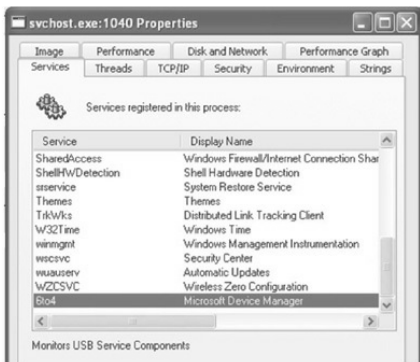 svchost.exe:1040 Properties
Image Performance Disk and Network Performance Graph
Services Threads TCP/IP Security Environment Strings
Services registered in this process:
Service Display Name
SharedAccess Windows Firewall/Internet Connection Shar
ShellHWDetection Shell Hardware Detection
srservice System Restore Service
Themes Themes
TrkWks Distributed Link Tracking Client
W32Time Windows Time
winmgmt Windows Management Instrumentation
wscsvc Security Center
wuauserv Automatic Updates
WZCSVC Wireless Zero Configuration
6to4 Microsoft Device Manager
Monitors USB Service Components